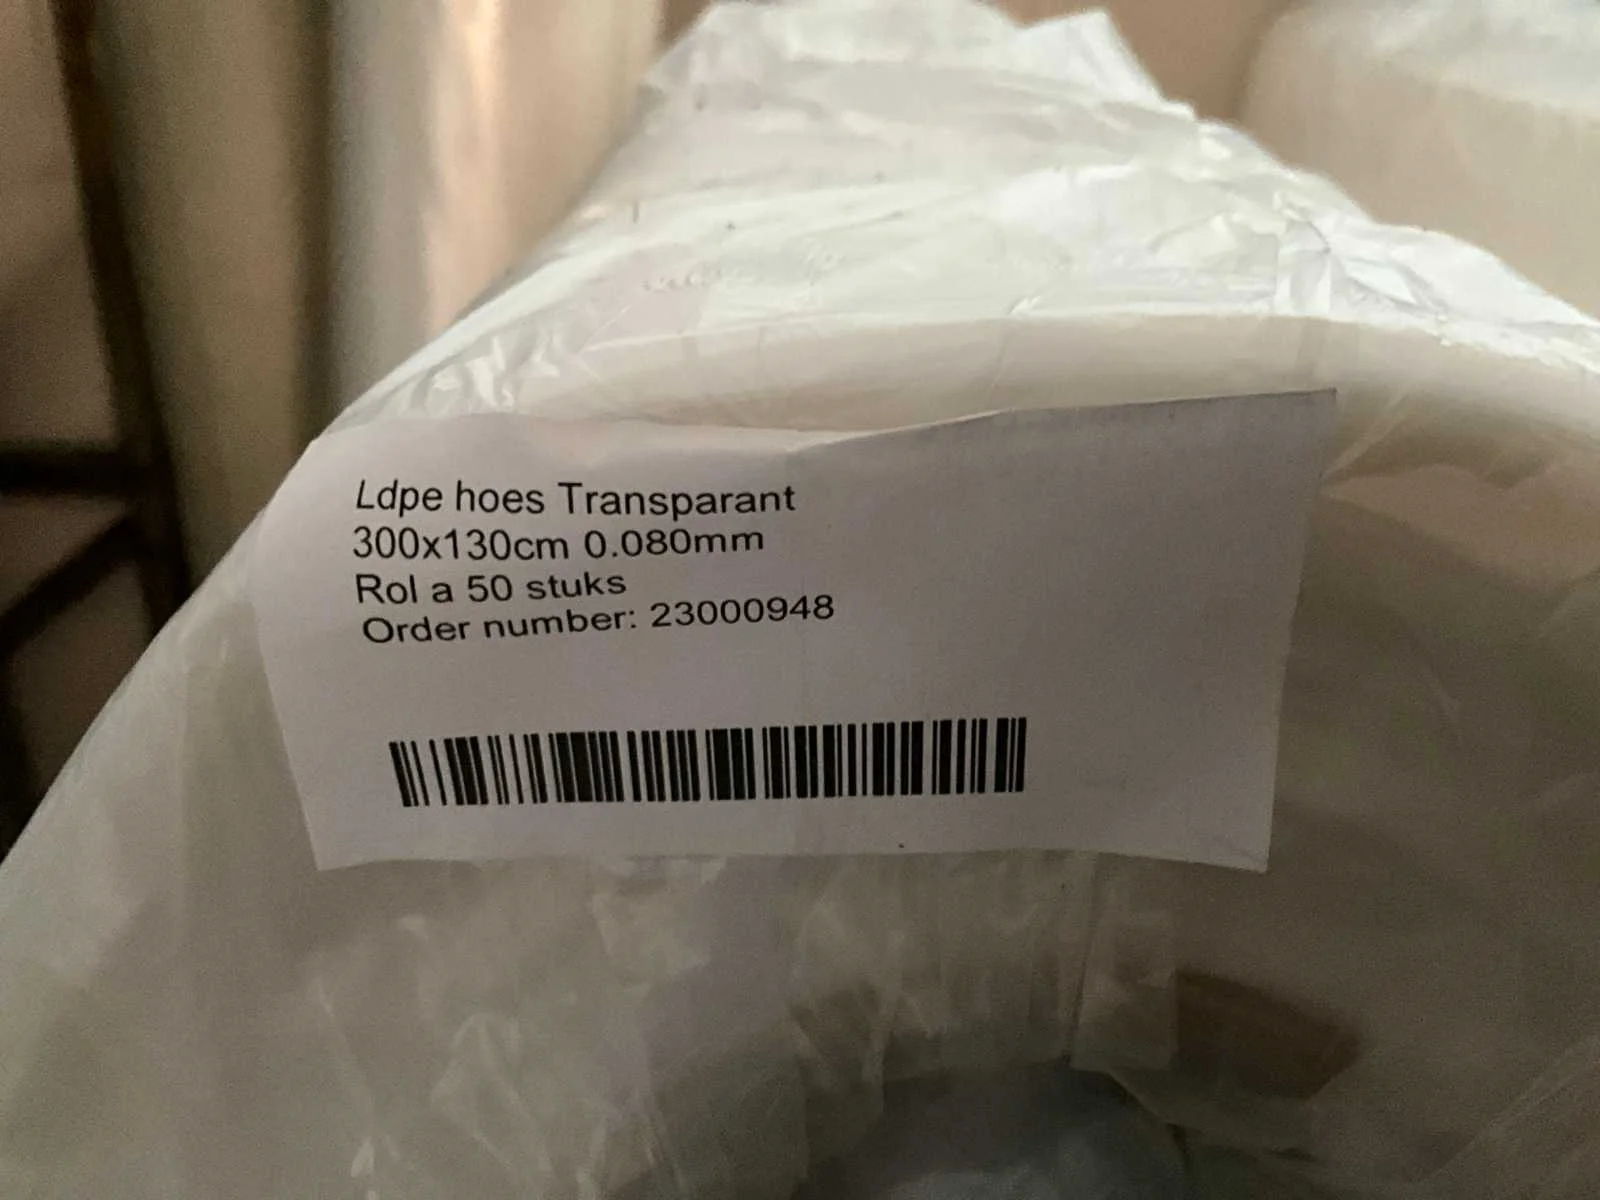 Ldpe hoes Transparant
300x130cm 0.080mm
Rol a 50 stuks
Order number: 23000948